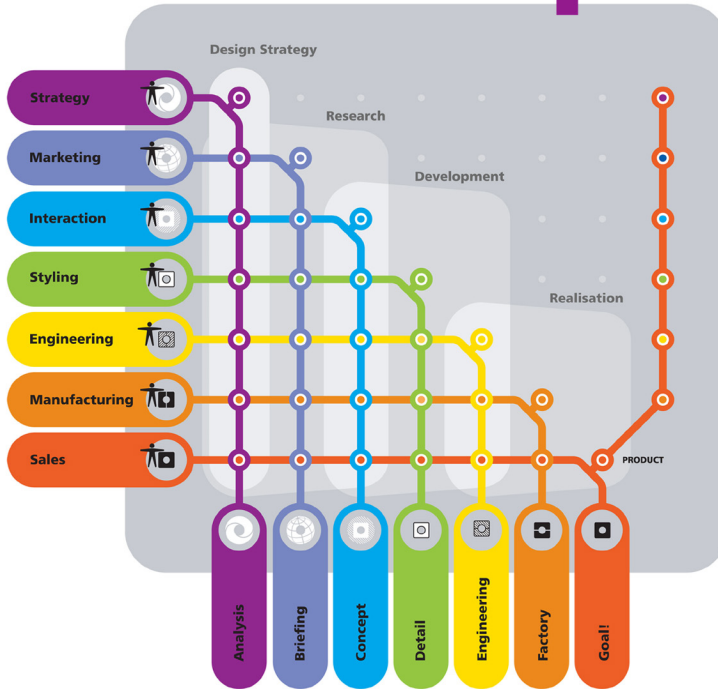 Design Strategy
Strategy
Research
Marketing
Development
Interaction
Styling
Realisation
Engineering
Manufacturing
Sales
PRODUCT
Analysis
Briefing
Concept
Detail
Engineering
Factory
Goal!